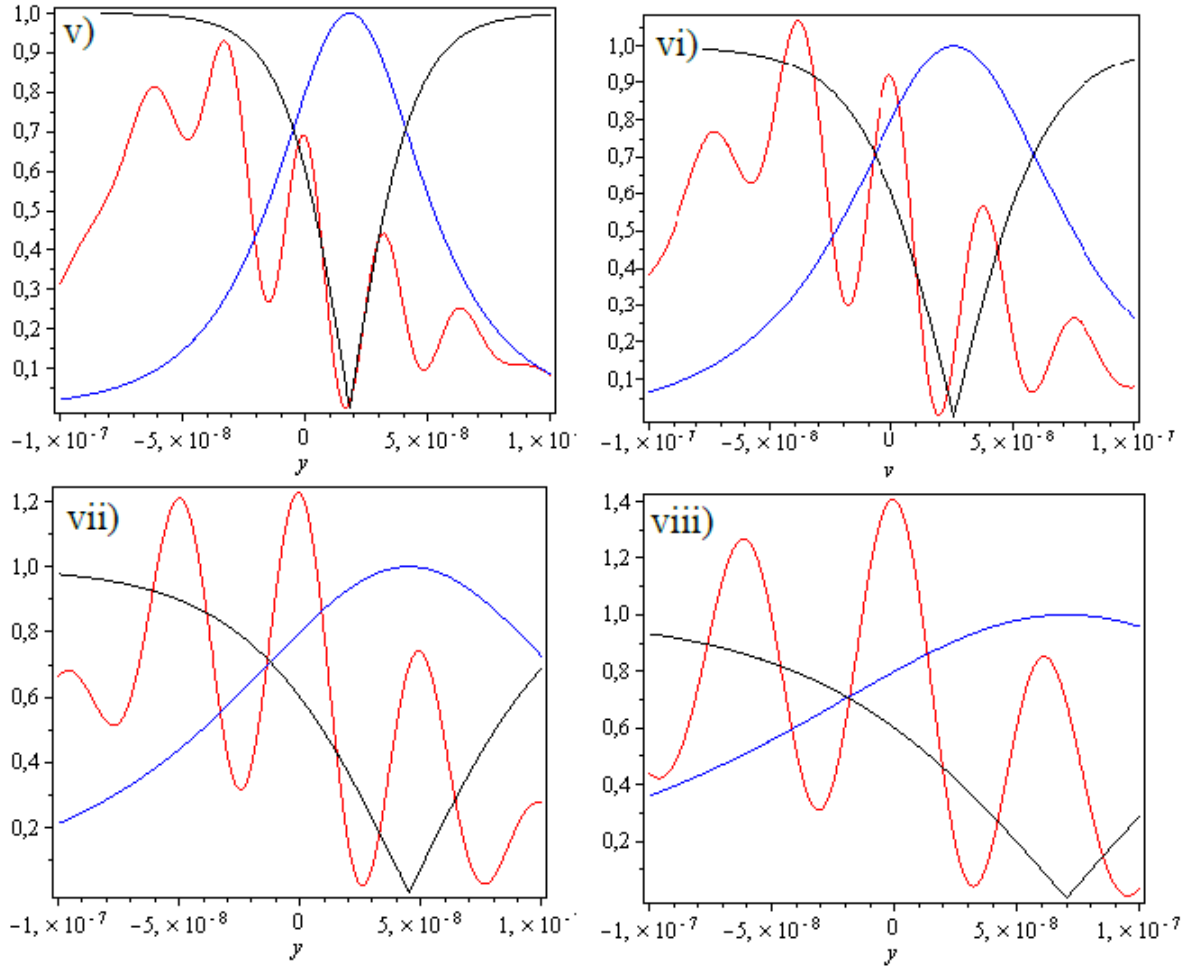 v)
1,0
0,9
0,8
0,7
0,6
0,5
0,4
0,3
0,2
0,1
−1, ×10⁻⁷ −5, ×10⁻⁸ 0 5, ×10⁻⁸ 1, ×10⁻
y
vi)
1,0
0,9
0,8
0,7
0,6
0,5
0,4
0,3
0,2
0,1
−1, ×10⁻⁷ −5, ×10⁻⁸ 0 5, ×10⁻⁸ 1, ×10⁻⁷
y
vii)
1,2
1,0
0,8
0,6
0,4
0,2
−1, ×10⁻⁷ −5, ×10⁻⁸ 0 5, ×10⁻⁸ 1, ×10⁻
y
viii)
1,4
1,2
1,0
0,8
0,6
0,4
0,2
−1, ×10⁻⁷ −5, ×10⁻⁸ 0 5, ×10⁻⁸ 1, ×10⁻⁷
y